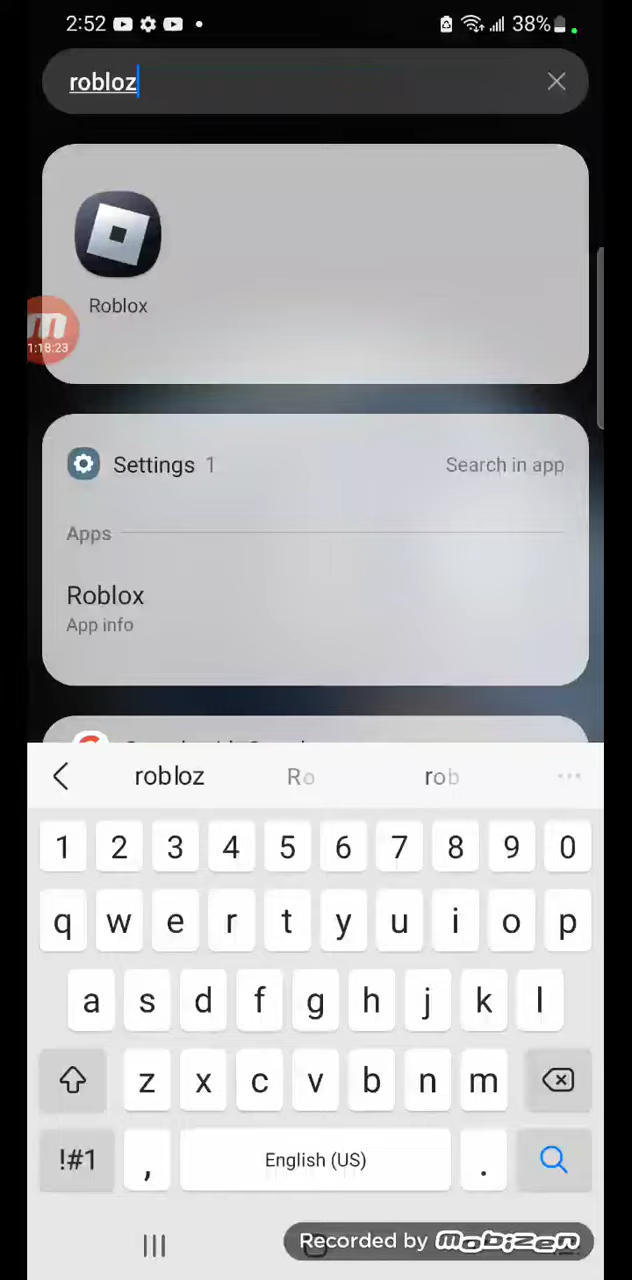 2:52
38%
robloz
Roblox
1:18:23
Settings 1
Search in app
Apps
Roblox
App info
robloz Ro rob
1 2 3 4 5 6 7 8 9 0
q w e r t y u i o p
a s d f g h j k l
z x c v b n m
!#1 , English (US) .
Recorded by mobizen